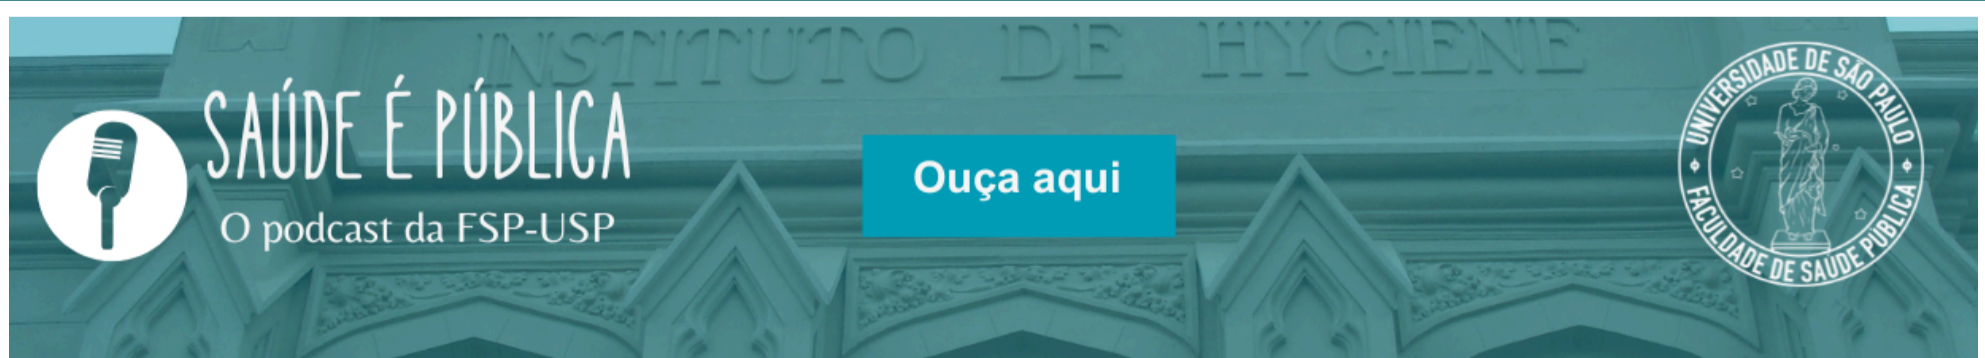 INSTITUTO DE HYGIENE
SAÚDE É PÚBLICA
O podcast da FSP-USP
Ouça aqui
UNIVERSIDADE DE SÃO PAULO
FACULDADE DE SAÚDE PÚBLICA